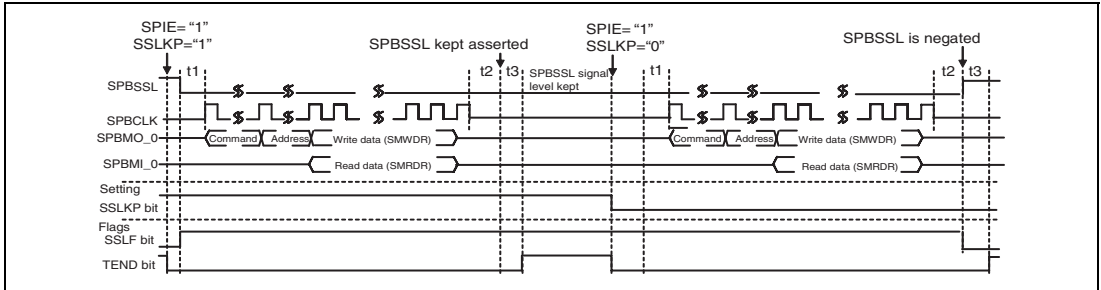 SPIE= “1”
SSLKP=“1”
SPBSSL kept asserted
SPIE= “1”
SSLKP=“0”
SPBSSL is negated
t1
t2
t3
SPBSSL signal
level kept
t1
t2
t3
SPBSSL
SPBCLK
SPBMO_0
Command
Address
Write data (SMWDR)
Command
Address
Write data (SMWDR)
SPBMI_0
Read data (SMRDR)
Read data (SMRDR)
Setting
SSLKP bit
Flags
SSLF bit
TEND bit